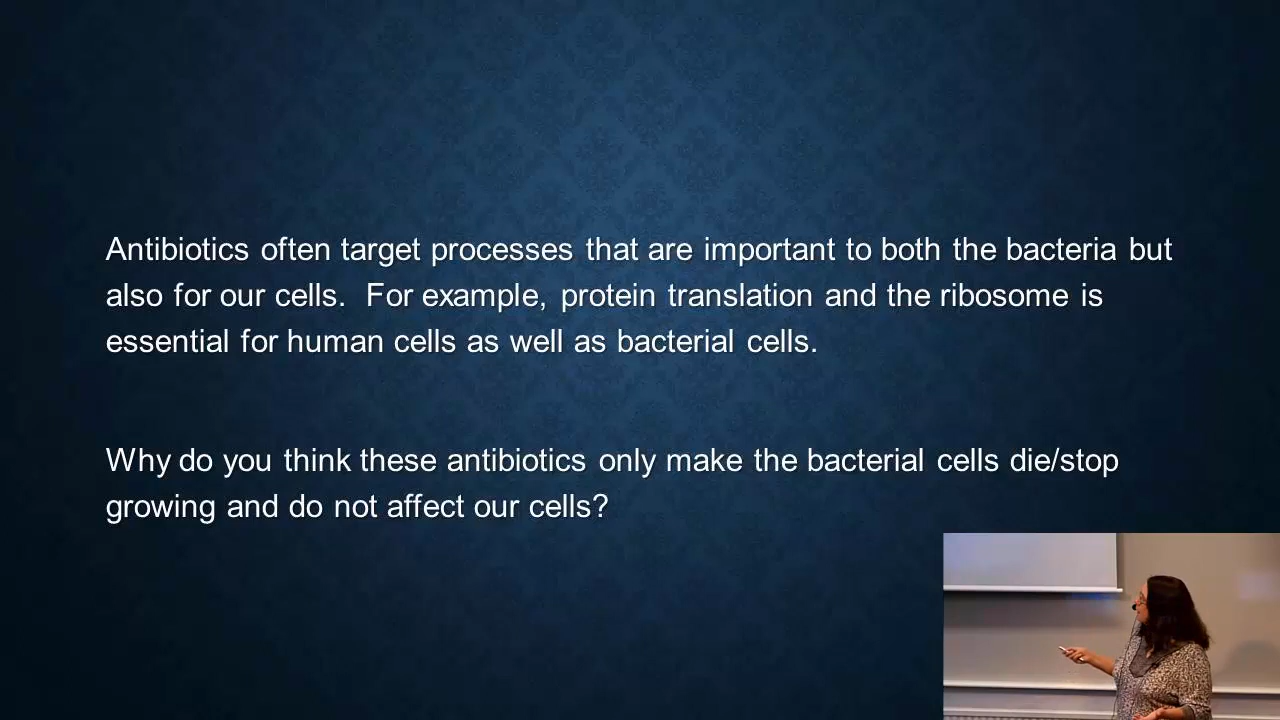 Antibiotics often target processes that are important to both the bacteria but
also for our cells.  For example, protein translation and the ribosome is
essential for human cells as well as bacterial cells.
Why do you think these antibiotics only make the bacterial cells die/stop
growing and do not affect our cells?